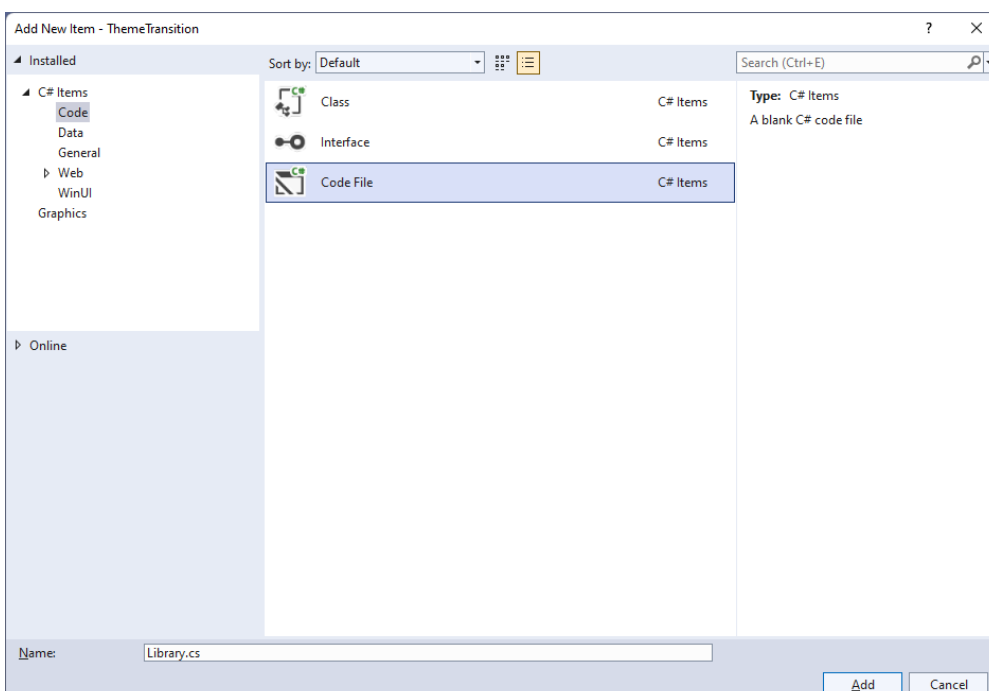 Add New Item - ThemeTransition
?
Installed
Sort by: Default
Search (Ctrl+E)
C# Items
Code
Data
General
Web
WinUI
Graphics
Online
Class C# Items
Interface C# Items
Code File C# Items
Type: C# Items
A blank C# code file
Name: Library.cs
Add Cancel